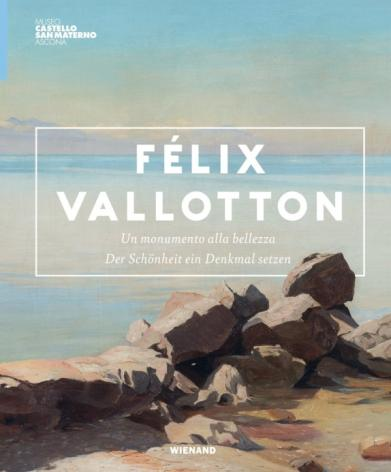 MUSEO
CASTELLO
SAN MATERNO
ASCONA
FÉLIX
VALLOTTON
Un monumento alla bellezza
Der Schönheit ein Denkmal setzen
WIENAND